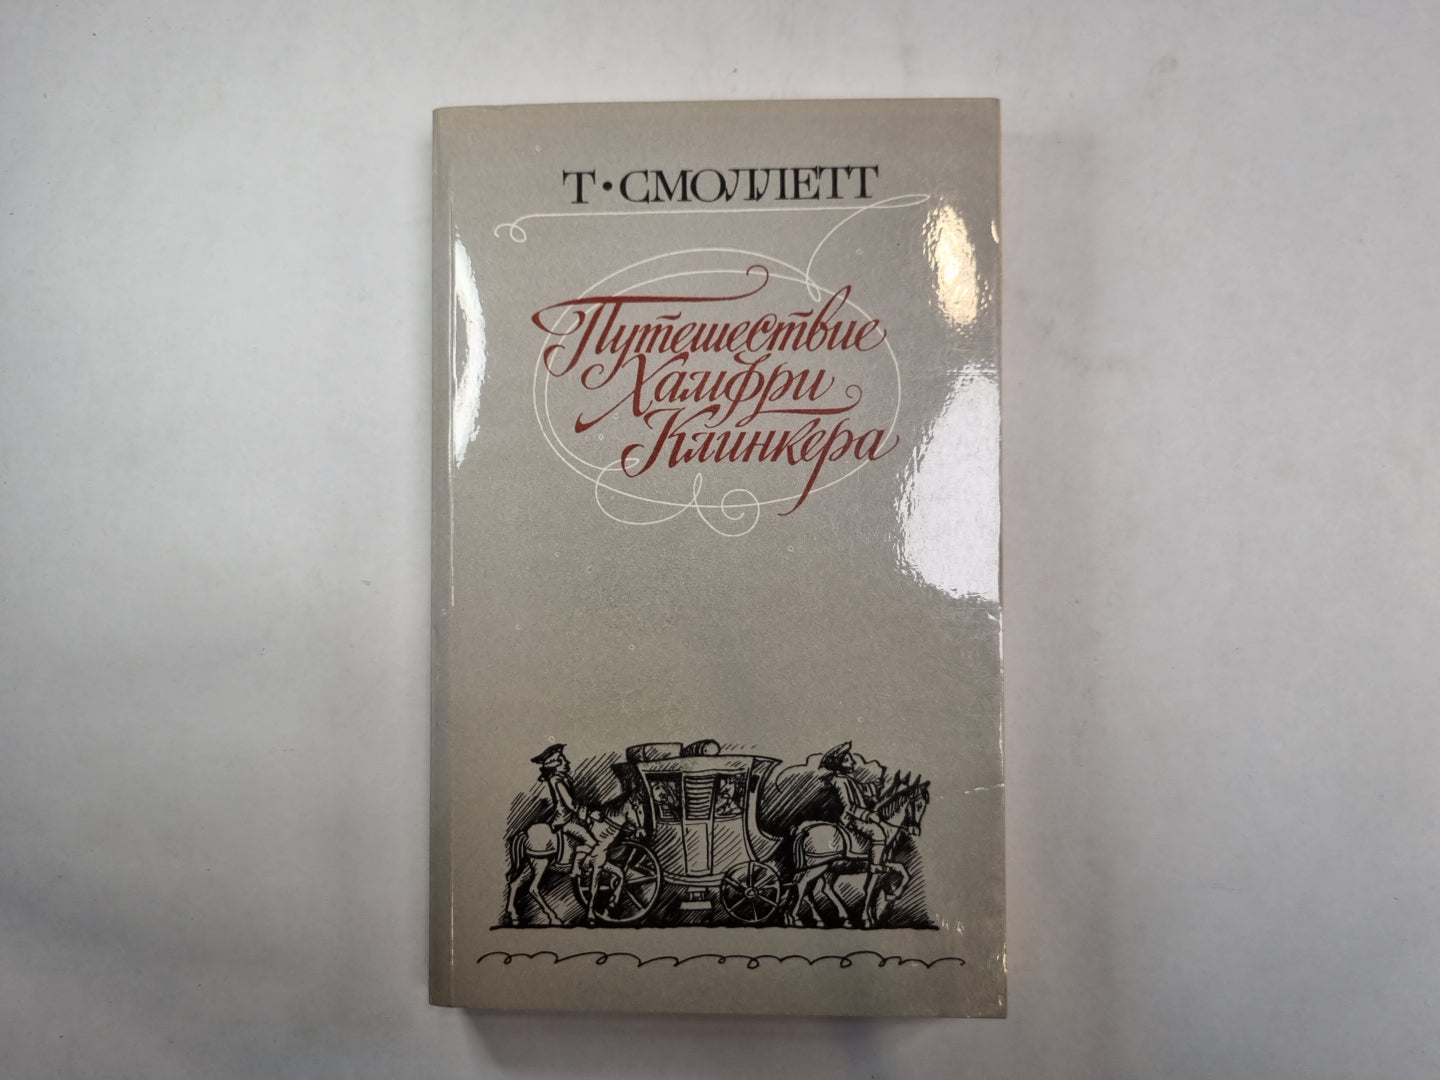 Т·СМОЛЛЕТТ
Путешествие
Хамфри
Клинкера